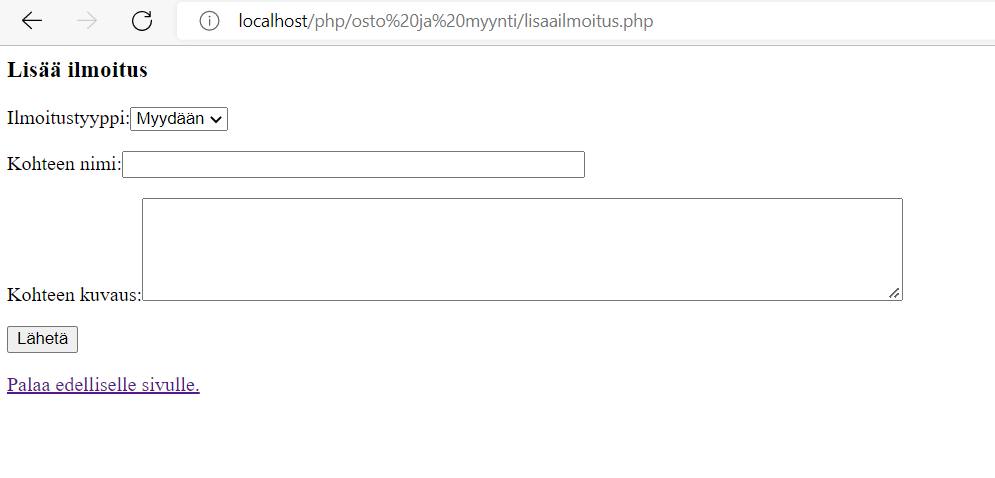 localhost/php/osto%20ja%20myynti/lisaailmoitus.php
Lisää ilmoitus
Ilmoitustyyppi: Myydään
Kohteen nimi:
Kohteen kuvaus:
Lähetä
Palaa edelliselle sivulle.